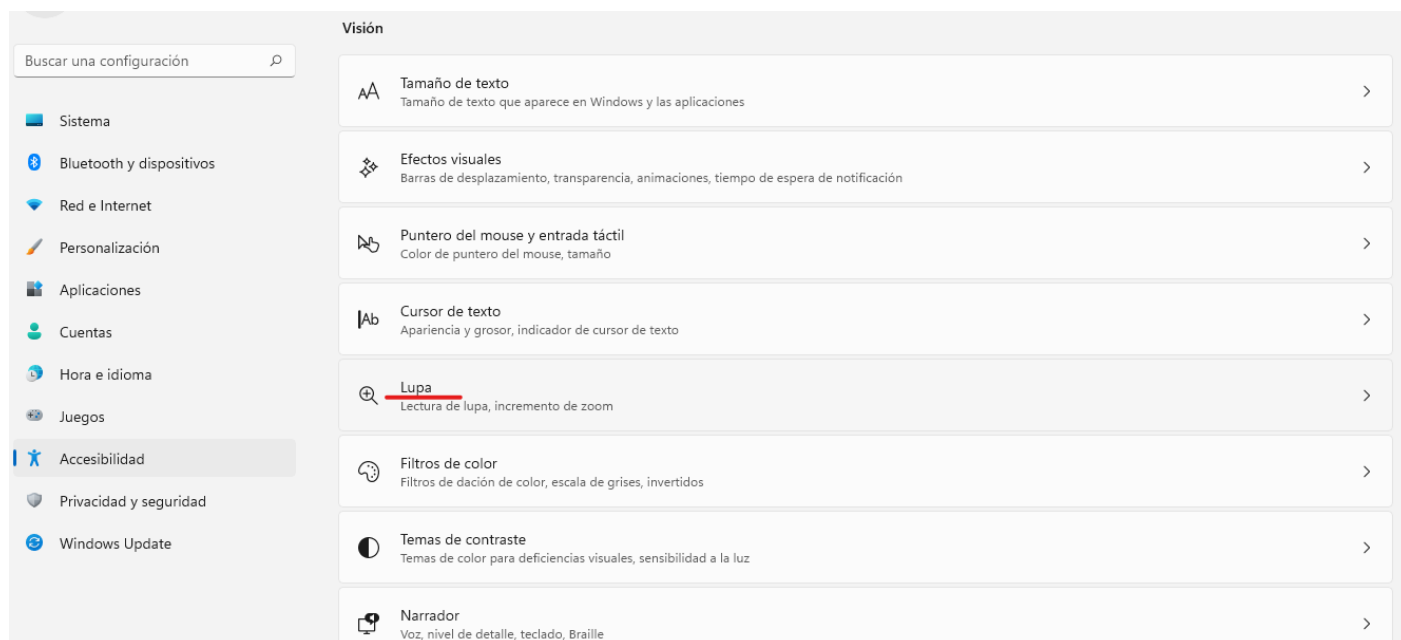 Visión
Buscar una configuración
Sistema
Bluetooth y dispositivos
Red e Internet
Personalización
Aplicaciones
Cuentas
Hora e idioma
Juegos
Accesibilidad
Privacidad y seguridad
Windows Update
Tamaño de texto
Tamaño de texto que aparece en Windows y las aplicaciones
Efectos visuales
Barras de desplazamiento, transparencia, animaciones, tiempo de espera de notificación
Puntero del mouse y entrada táctil
Color de puntero del mouse, tamaño
Cursor de texto
Apariencia y grosor, indicador de cursor de texto
Lupa
Lectura de lupa, incremento de zoom
Filtros de color
Filtros de dación de color, escala de grises, invertidos
Temas de contraste
Temas de color para deficiencias visuales, sensibilidad a la luz
Narrador
Voz, nivel de detalle, teclado, Braille